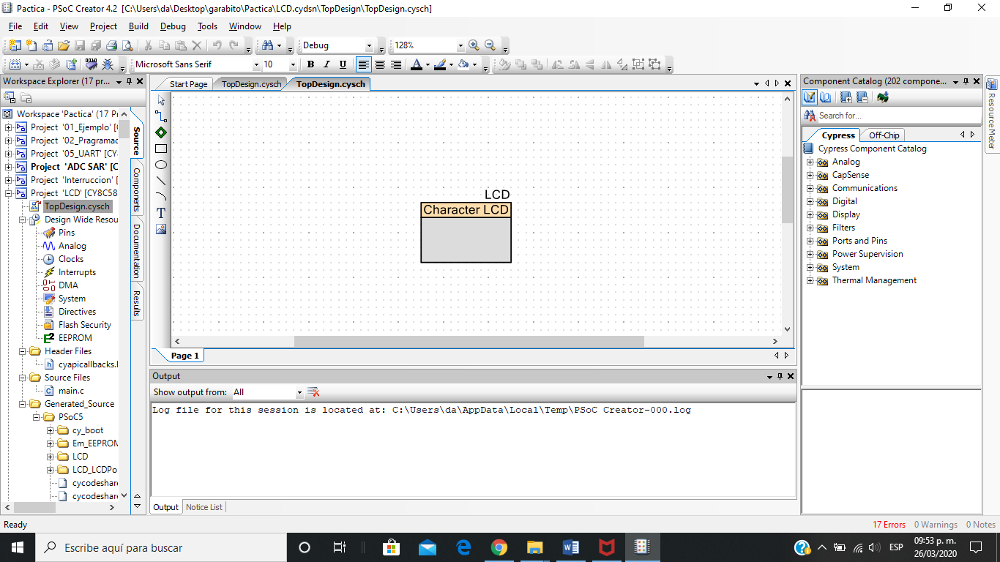 Pactica - PSoC Creator 4.2 [C:\Users\da\Desktop\garabito\Pactica\LCD.cydsn\TopDesign\TopDesign.cysch]
File Edit View Project Build Debug Tools Window Help
Debug 128%
Microsoft Sans Serif 10 B I U A
Workspace Explorer (17 pr...
Workspace 'Pactica' (17 P
Project '01_Ejemplo' [C
Project '02_Pragramac
Project '05_UART' [CY8
Project 'ADC SAR' [C
Project 'Interruccion' [
Project 'LCD' [CY8C58
TopDesign.cysch
Design Wide Resou
Pins
Analog
Clocks
Interrupts
DMA
System
Directives
Flash Security
EEPROM
Header Files
cyapicallbacks.h
Source Files
main.c
Generated_Source
PSoC5
cy_boot
Em_EEPROM
LCD
LCD_LCDPo
cycodeshare
cycodeshare
Source
Components
Documentation
Results
Start Page TopDesign.cysch TopDesign.cysch
T
LCD
Character LCD
Page 1
Output
Show output from: All
Log file for this session is located at: C:\Users\da\AppData\Local\Temp\PSoC Creator-000.log
Output Notice List
Component Catalog (202 compone...
Search for...
Cypress Off-Chip
Cypress Component Catalog
Analog
CapSense
Communications
Digital
Display
Filters
Ports and Pins
Power Supervision
System
Thermal Management
Resource Meter
Ready 17 Errors 0 Warnings 0 Notes
Escribe aquí para buscar
ESP
09:53 p. m.
26/03/2020